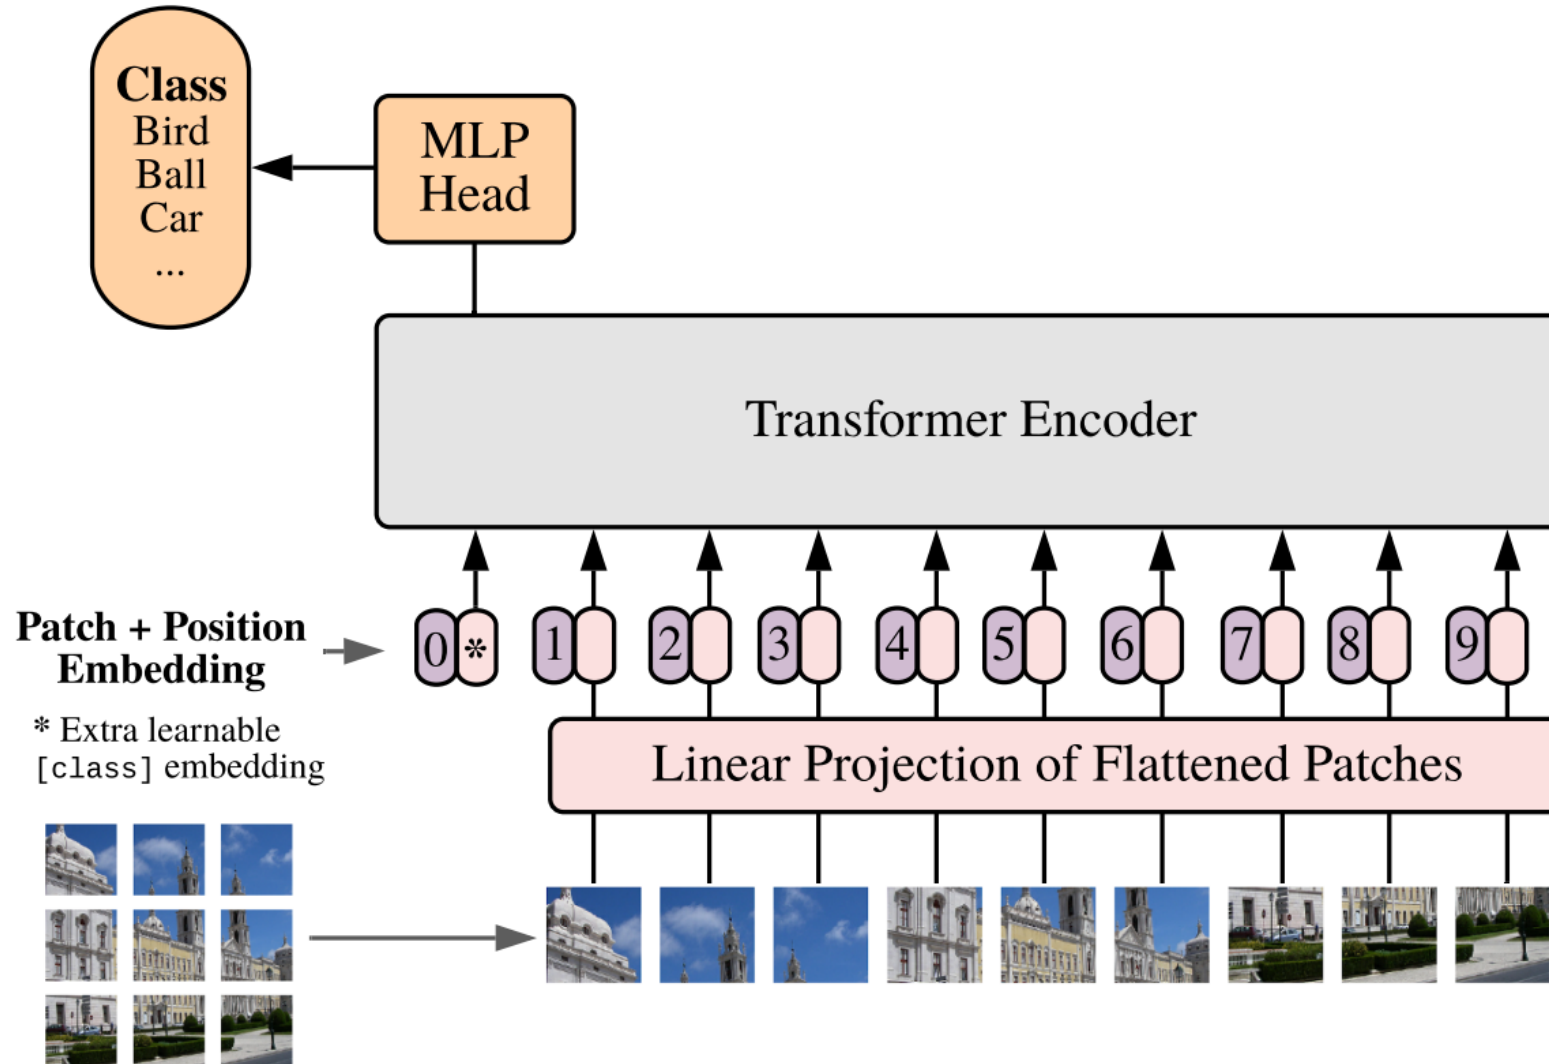 Class
Bird
Ball
Car
...
MLP
Head
Transformer Encoder
Patch + Position
Embedding
0 * 1 2 3 4 5 6 7 8 9
* Extra learnable
[class] embedding
Linear Projection of Flattened Patches